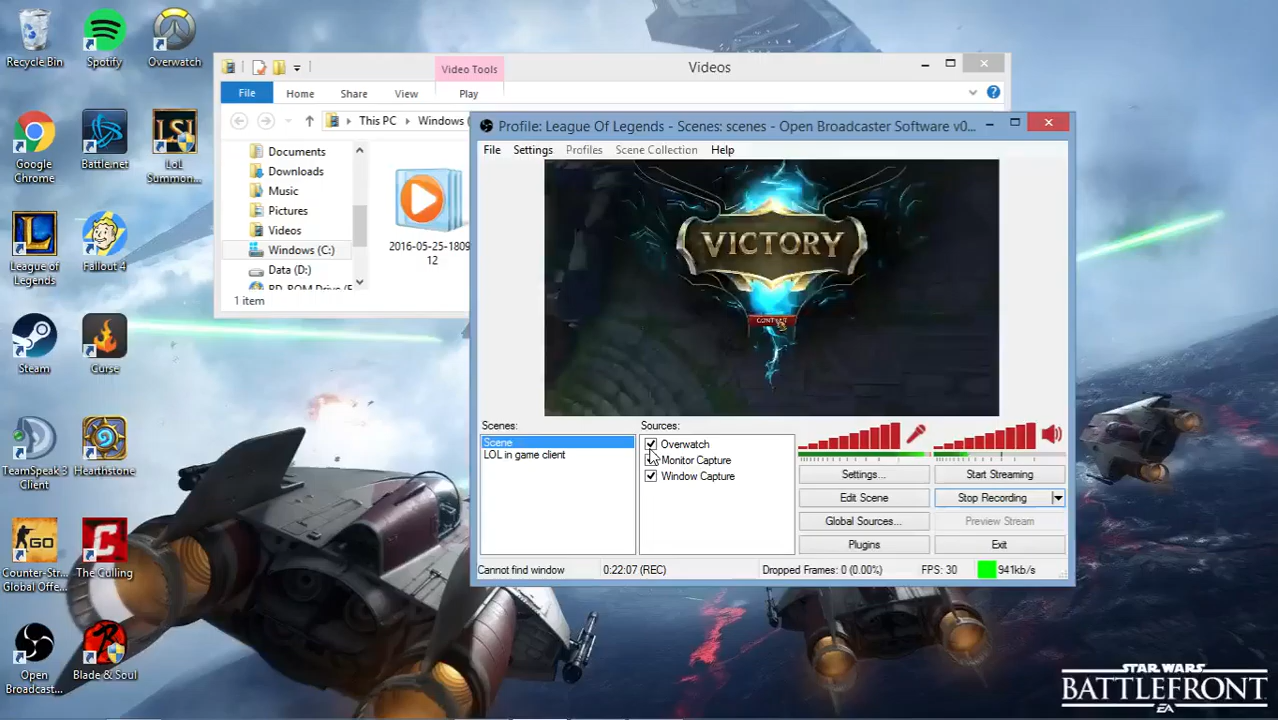 Recycle Bin
Spotify
Overwatch
Google
Chrome
Battle.net
LoL
Summon...
League of
Legends
Fallout 4
Steam
Curse
TeamSpeak 3
Client
Hearthstone
Counter-Str...
Global Offe...
The Culling
Open
Broadcast...
Blade & Soul
Video Tools
Videos
File
Home
Share
View
Play
This PC
Windows (
Documents
Downloads
Music
Pictures
Videos
Windows (C:)
Data (D:)
2016-05-25-1809
12
1 item
Profile: League Of Legends - Scenes: scenes - Open Broadcaster Software v0...
File
Settings
Profiles
Scene Collection
Help
VICTORY
Scenes:
Scene
LOL in game client
Sources:
Overwatch
Monitor Capture
Window Capture
Settings...
Start Streaming
Edit Scene
Stop Recording
Global Sources...
Preview Stream
Plugins
Exit
Cannot find window
0:22:07 (REC)
Dropped Frames: 0 (0.00%)
FPS: 30
941kb/s
STAR WARS
BATTLEFRONT
EA